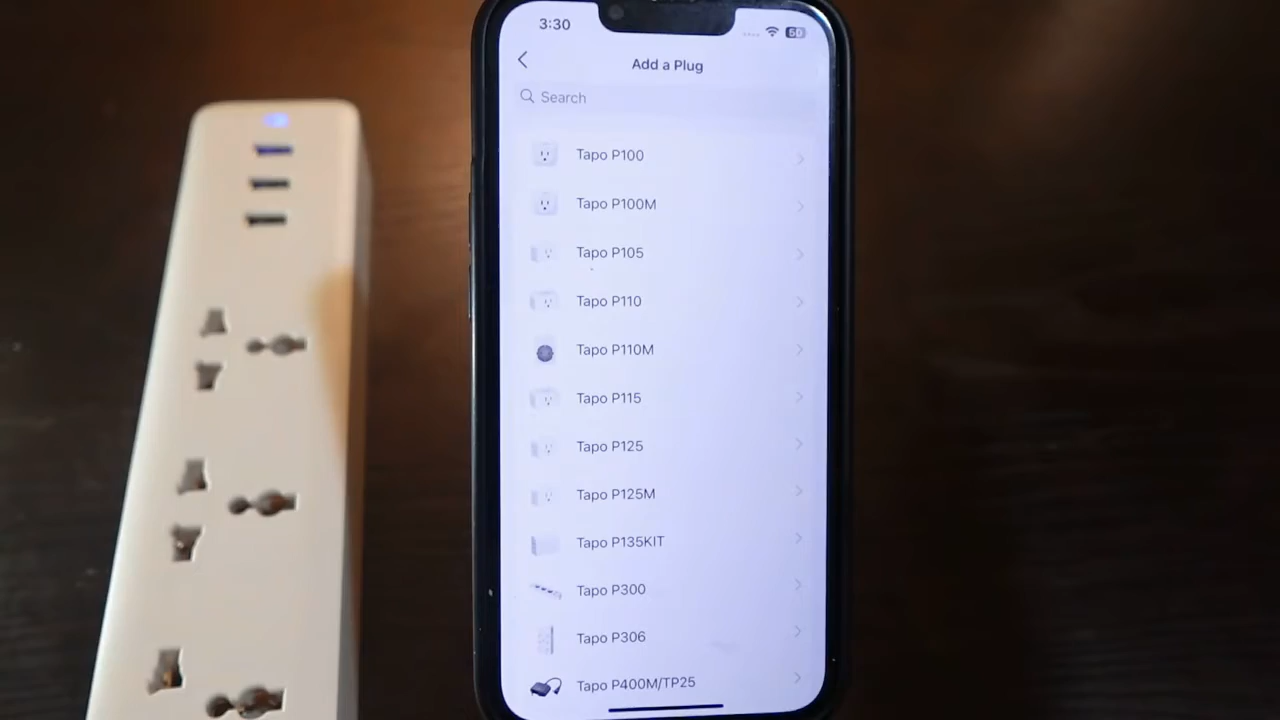 3:30
50
Add a Plug
Search
Tapo P100
Tapo P100M
Tapo P105
Tapo P110
Tapo P110M
Tapo P115
Tapo P125
Tapo P125M
Tapo P135KIT
Tapo P300
Tapo P306
Tapo P400M/TP25